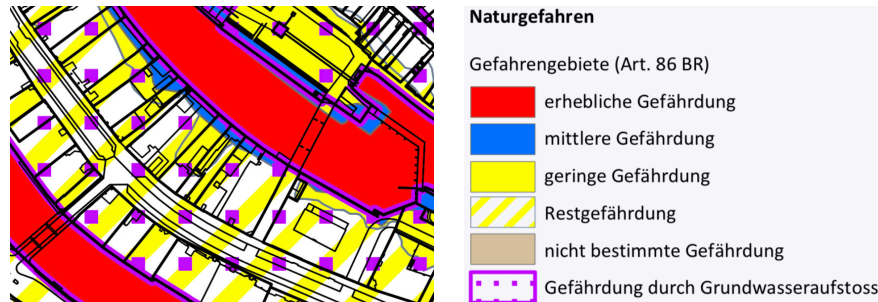 Naturgefahren
Gefahrengebiete (Art. 86 BR)
erhebliche Gefährdung
mittlere Gefährdung
geringe Gefährdung
Restgefährdung
nicht bestimmte Gefährdung
Gefährdung durch Grundwasseraufstoss